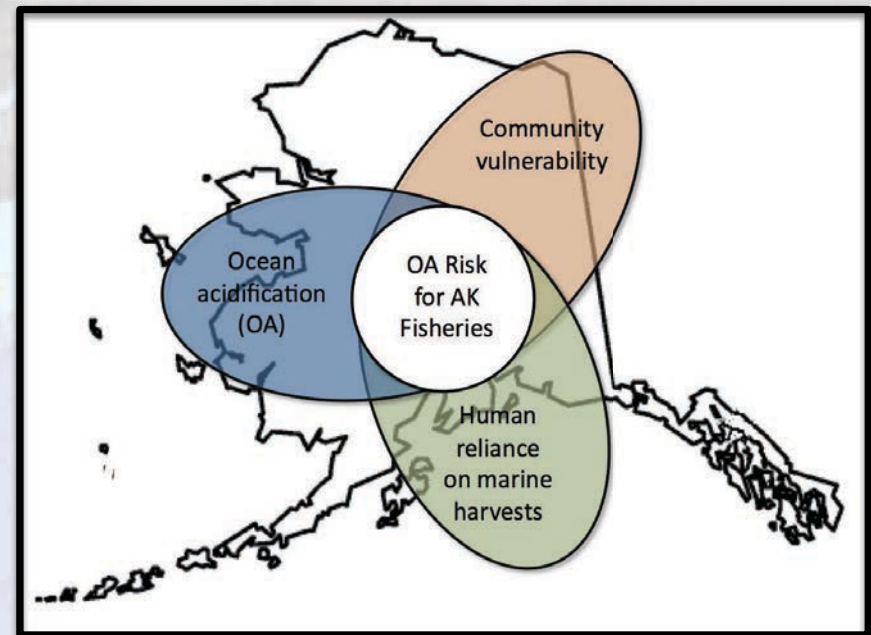 Community
vulnerability
Ocean
acidification
(OA)
OA Risk
for AK
Fisheries
Human
reliance
on marine
harvests